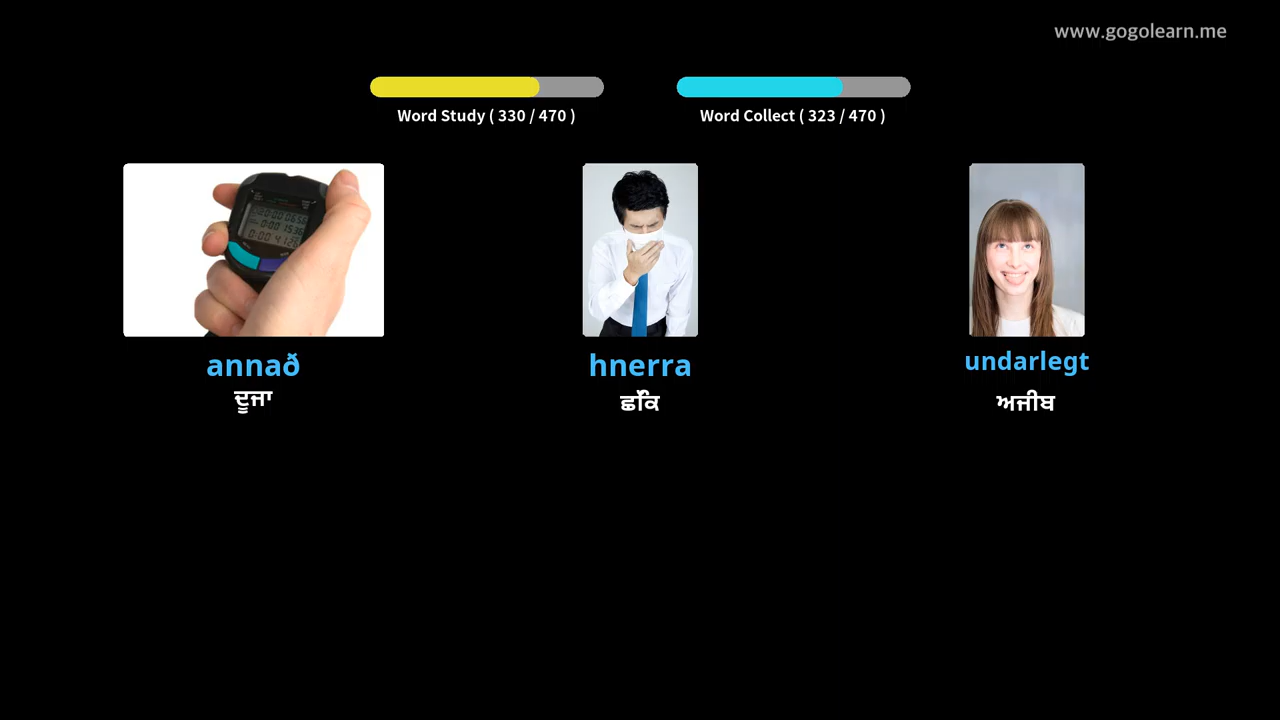 www.gogolearn.me
Word Study ( 330 / 470 )
Word Collect ( 323 / 470 )
annað
hnerra
undarlegt
ਦੂਜਾ
ਛਿੱਕ
ਅਜੀਬ